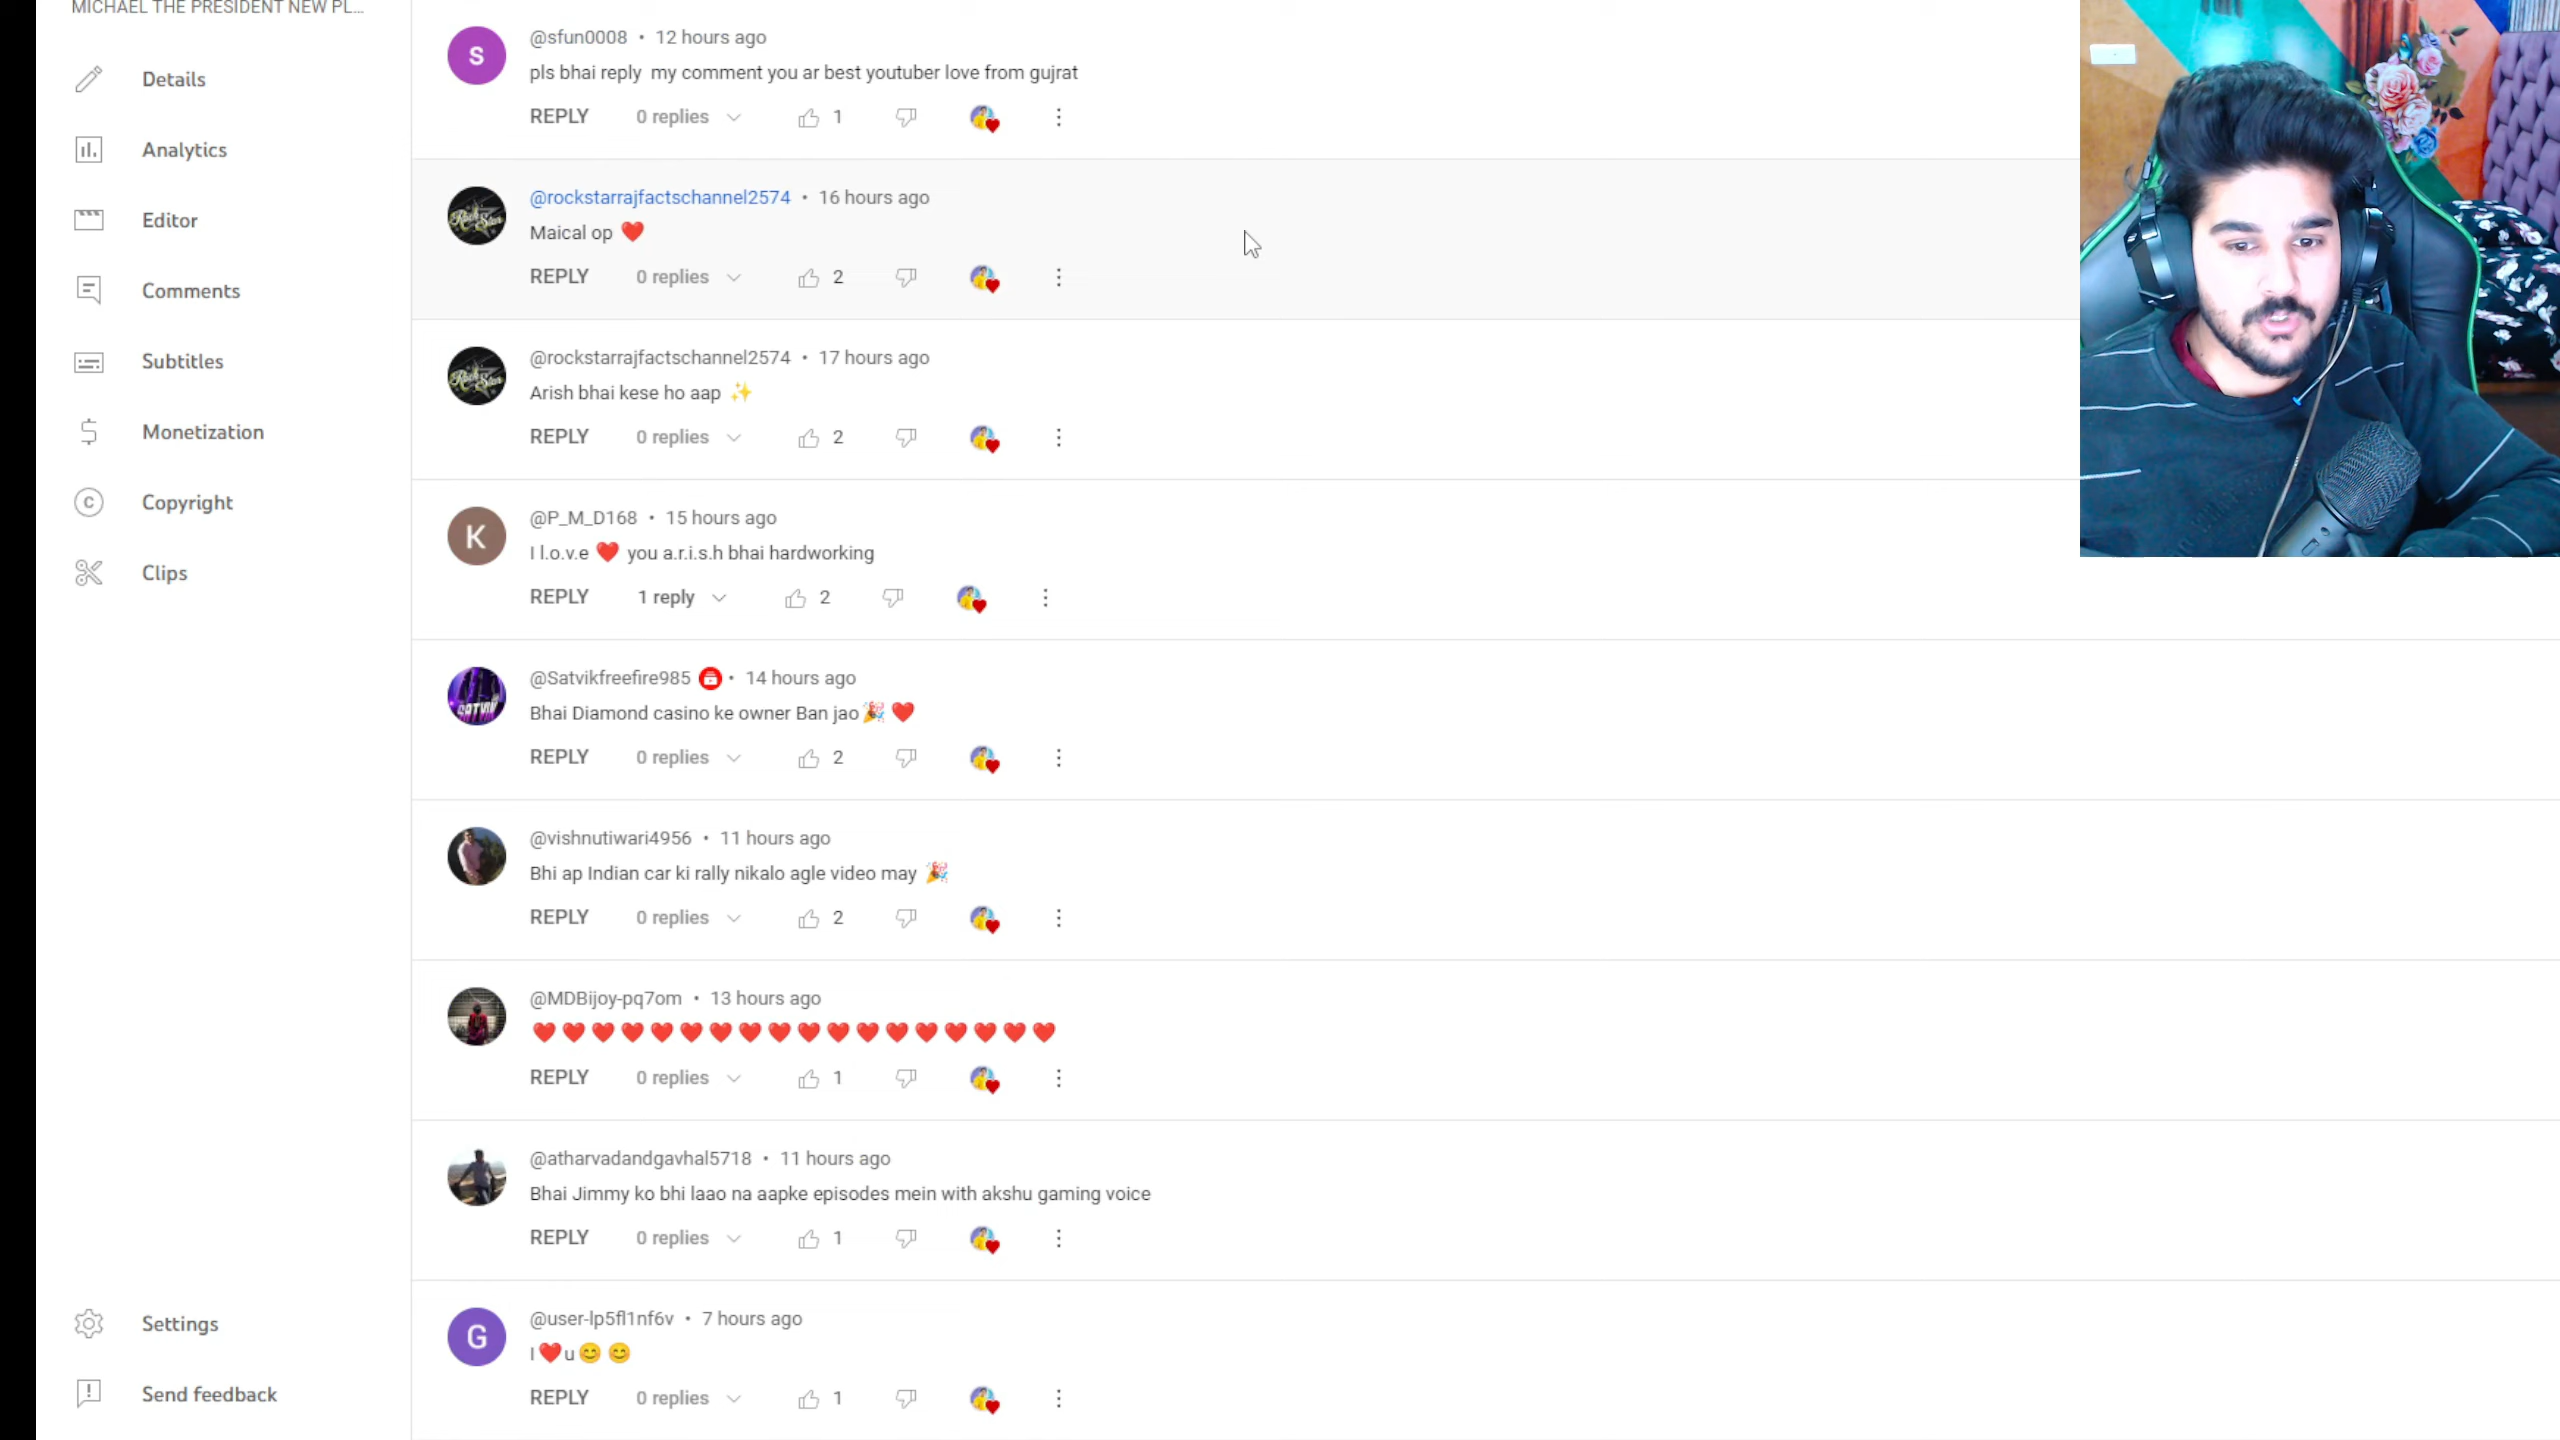 MICHAEL THE PRESIDENT NEW PL...
Details
Analytics
Editor
Comments
Subtitles
Monetization
Copyright
Clips
Settings
Send feedback
S
@sfun0008 • 12 hours ago
pls bhai reply my comment you ar best youtuber love from gujrat
REPLY 0 replies 1
@rockstarrajfactschannel2574 • 16 hours ago
Maical op ❤️
REPLY 0 replies 2
@rockstarrajfactschannel2574 • 17 hours ago
Arish bhai kese ho aap ✨
REPLY 0 replies 2
K
@P_M_D168 • 15 hours ago
I l.o.v.e ❤️ you a.r.i.s.h bhai hardworking
REPLY 1 reply 2
SATVIK
@Satvikfreefire985 • 14 hours ago
Bhai Diamond casino ke owner Ban jao🎉 ❤️
REPLY 0 replies 2
@vishnutiwari4956 • 11 hours ago
Bhi ap Indian car ki rally nikalo agle video may 🎉
REPLY 0 replies 2
@MDBijoy-pq7om • 13 hours ago
❤️❤️❤️❤️❤️❤️❤️❤️❤️❤️❤️❤️❤️❤️❤️❤️❤️❤️
REPLY 0 replies 1
@atharvadandgavhal5718 • 11 hours ago
Bhai Jimmy ko bhi laao na aapke episodes mein with akshu gaming voice
REPLY 0 replies 1
G
@user-lp5fl1nf6v • 7 hours ago
I❤️u😊 😊
REPLY 0 replies 1